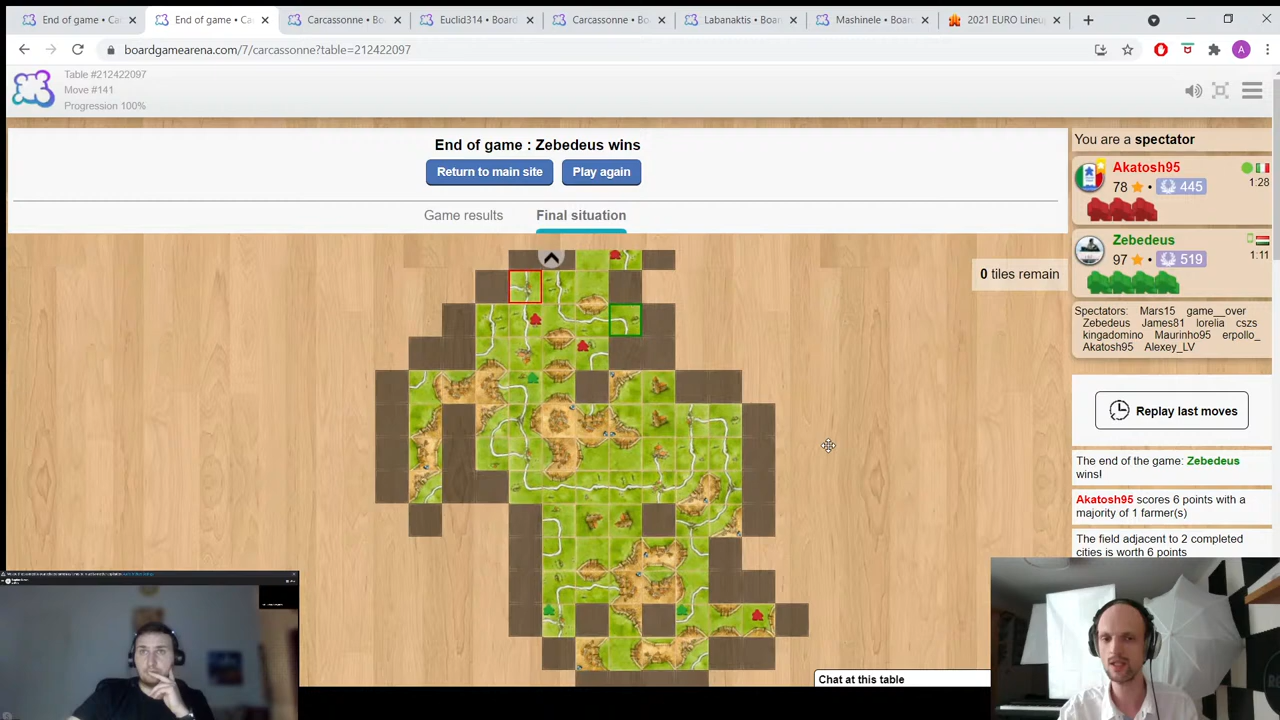 End of game • Ca
End of game • Ca
Carcassonne • Bo
Euclid314 • Board
Carcassonne • Bo
Labanaktis • Boar
Mashinele • Board
2021 EURO Lineup
boardgamearena.com/7/carcassonne?table=212422097
A
Table #212422097
Move #141
Progression 100%
End of game : Zebedeus wins
Return to main site
Play again
Game results
Final situation
0 tiles remain
You are a spectator
Akatosh95
78 • 445
1:28
Zebedeus
97 • 519
1:11
Spectators: Mars15 game__over
Zebedeus James81 lorelia cszs
kingadomino Maurinho95 erpollo_
Akatosh95 Alexey_LV
Replay last moves
The end of the game: Zebedeus
wins!
Akatosh95 scores 6 points with a
majority of 1 farmer(s)
The field adjacent to 2 completed
cities is worth 6 points
Chat at this table